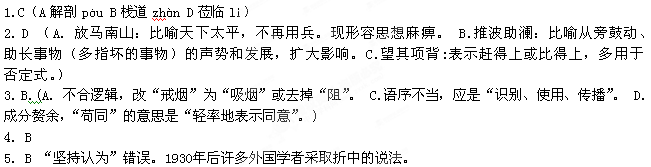 1.C（A 解剖 pōu B 栈道 zhàn D 莅临 lì）
2. D （A. 放马南山：比喻天下太平，不再用兵。现形容思想麻痹。 B.推波助澜：比喻从旁鼓动、
助长事物（多指坏的事物）的声势和发展，扩大影响。C.望其项背:表示赶得上或比得上，多用于
否定式。）
3. B.(A. 不合逻辑，改“戒烟”为“吸烟”或去掉“阻”。 C.语序不当，应是“识别、使用、传播”。 D.
成分赘余，“苟同”的意思是“轻率地表示同意”。)
4. B
5. B “坚持认为”错误。1930年后许多外国学者采取折中的说法。